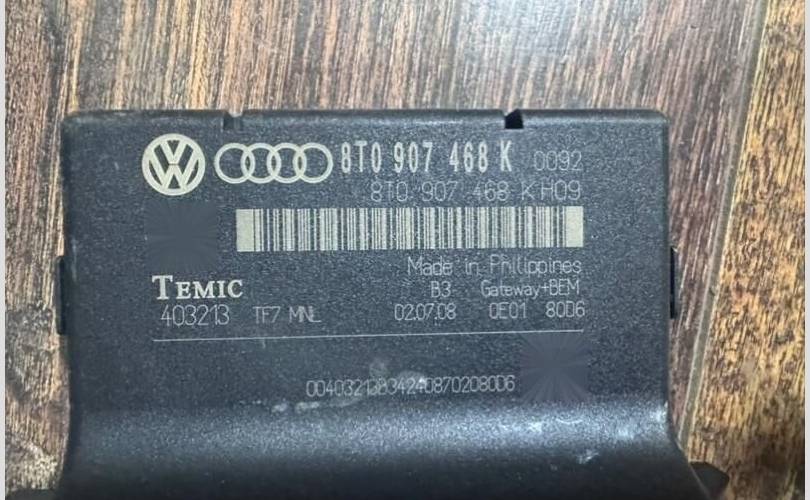 8T0 907 468 K 0092
8T0 907 468 K H09
Made in Philippines
TEMIC B3 Gateway+BEM
403213 TF7 MNL 02.07.08 0E01 80D6